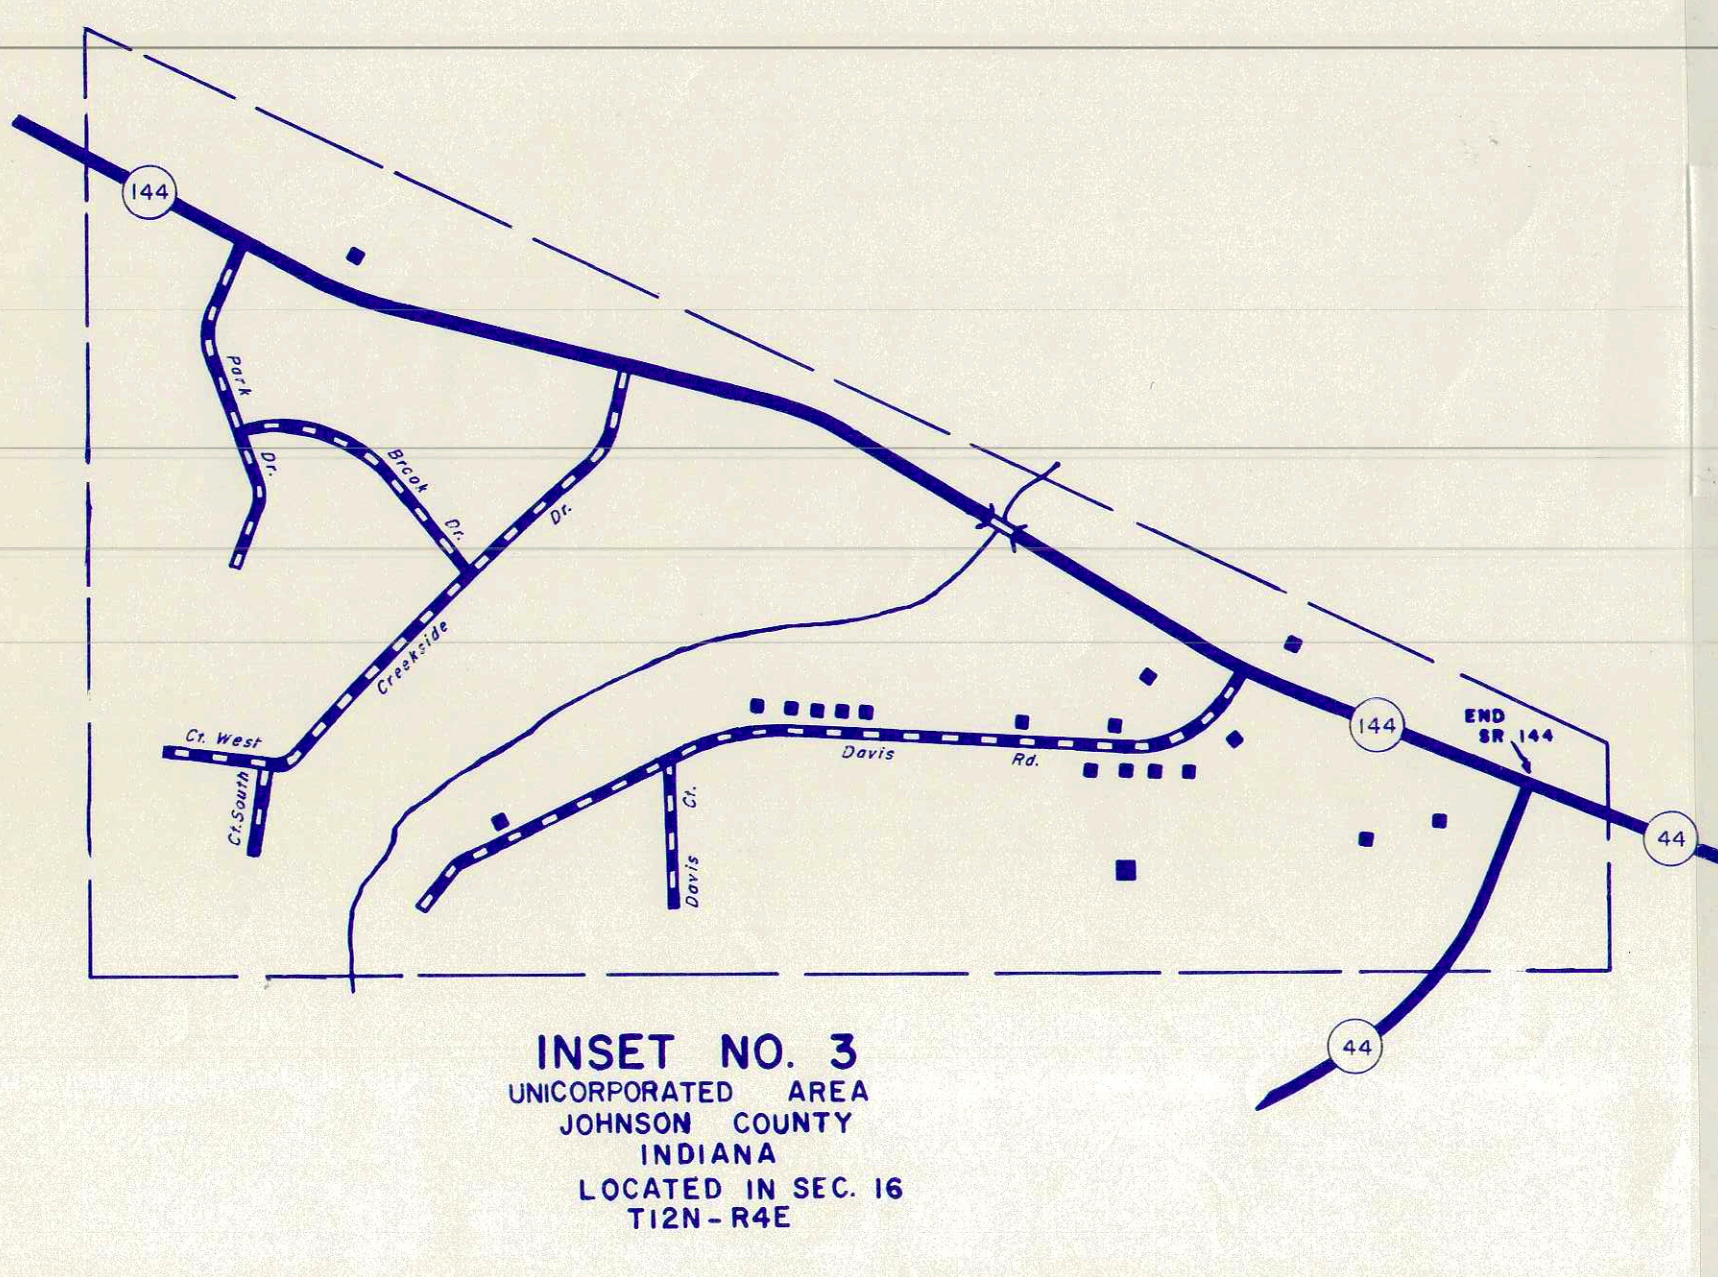 144
Park
Dr.
Brook
Dr.
Dr.
Creekside
Ct. West
Ct. South
Davis
Rd.
Davis Ct.
144
END
SR 144
44
44
INSET NO. 3
UNICORPORATED AREA
JOHNSON COUNTY
INDIANA
LOCATED IN SEC. 16
T12N-R4E